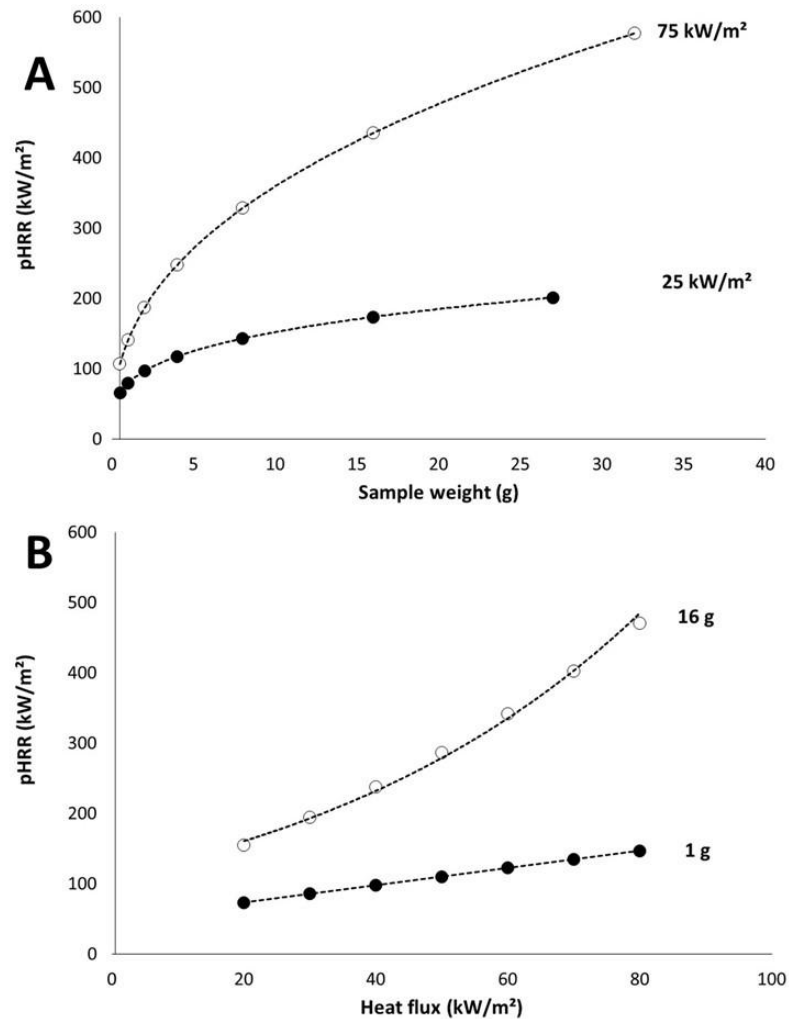 A
pHRR (kW/m²)
600
500
400
300
200
100
0
75 kW/m²
25 kW/m²
0 5 10 15 20 25 30 35 40
Sample weight (g)
B
pHRR (kW/m²)
600
500
400
300
200
100
0
16 g
1 g
0 20 40 60 80 100
Heat flux (kW/m²)